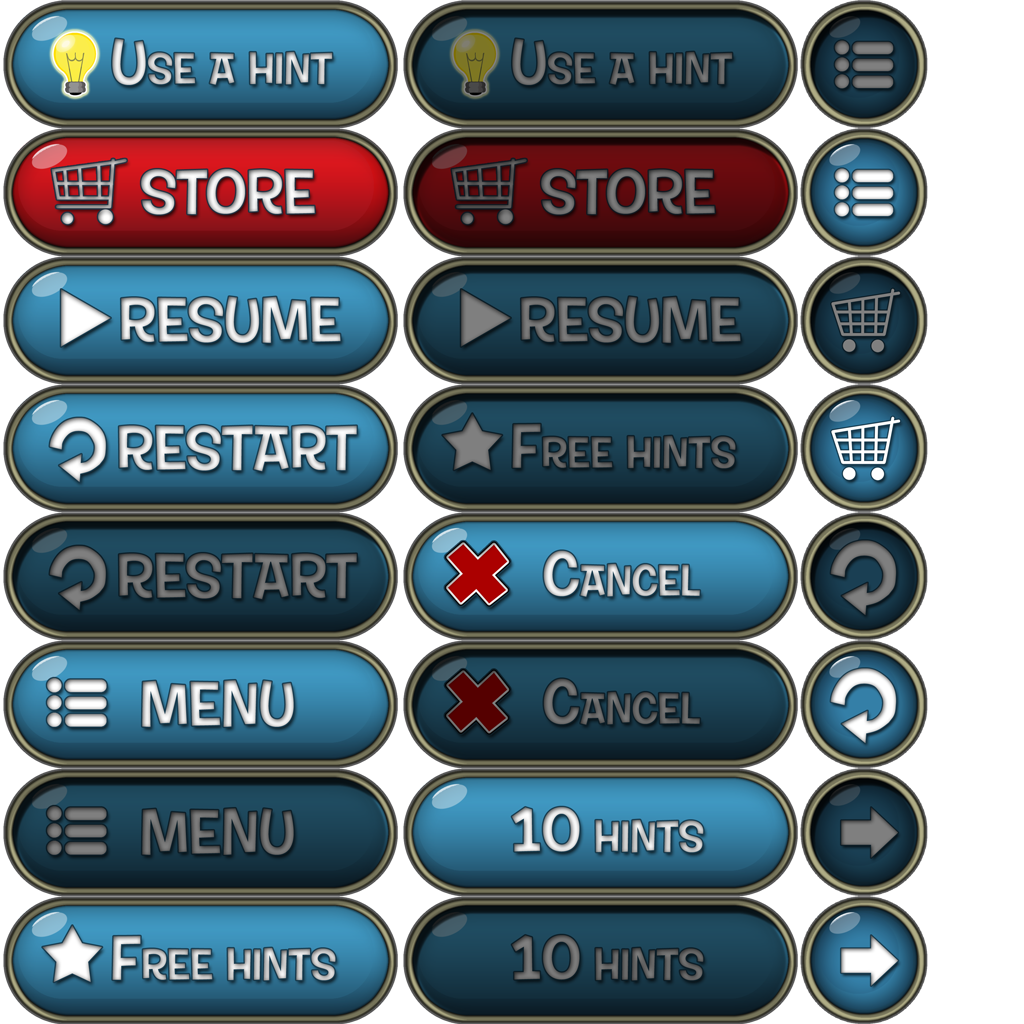 Use a hint
Use a hint
STORE
STORE
RESUME
RESUME
RESTART
Free hints
RESTART
Cancel
MENU
Cancel
MENU
10 hints
Free hints
10 hints